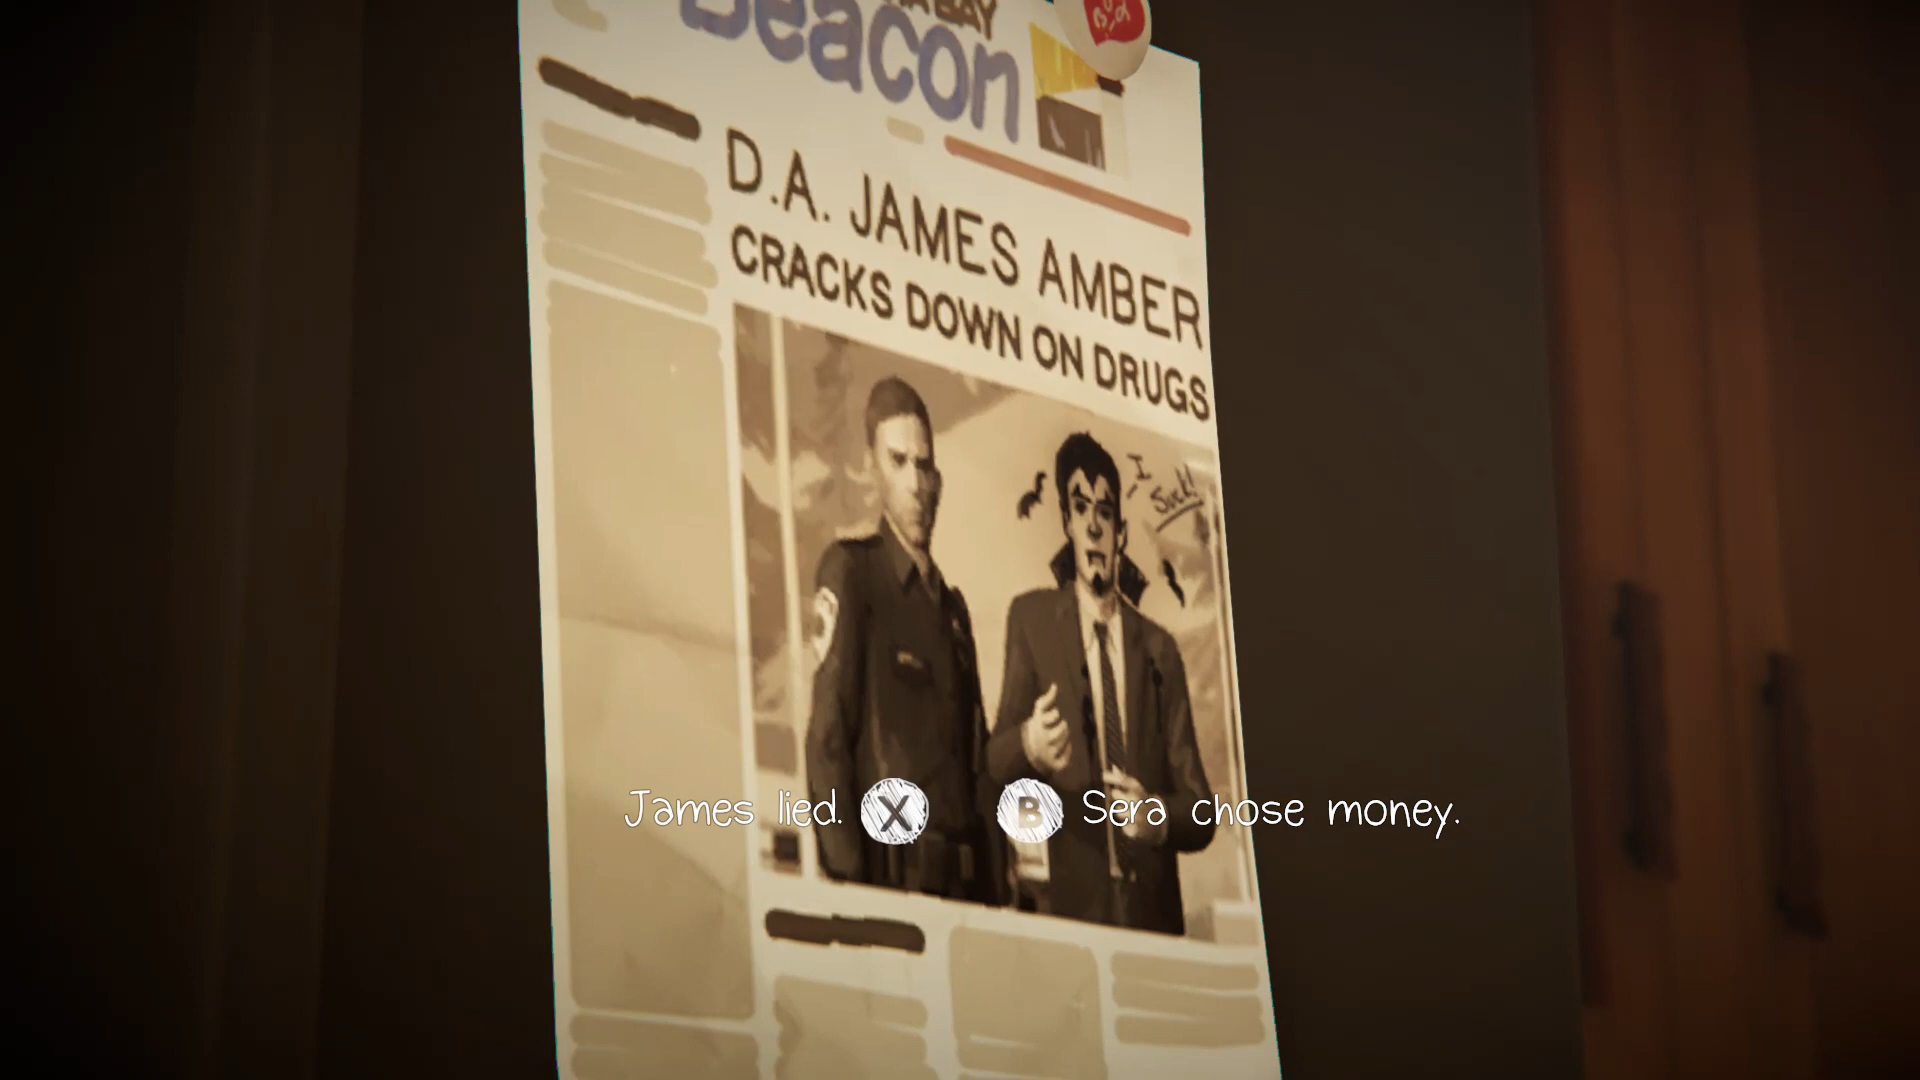 Beacon
D.A. JAMES AMBER
CRACKS DOWN ON DRUGS
I
Suck!
James lied. X B Sera chose money.